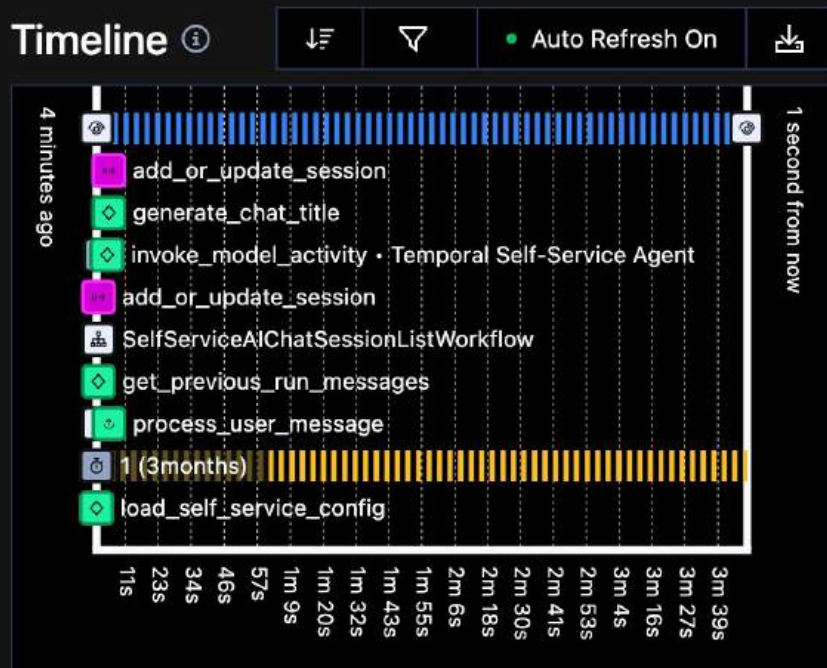 Timeline
Auto Refresh On
4 minutes ago
1 second from now
add_or_update_session
generate_chat_title
invoke_model_activity • Temporal Self-Service Agent
add_or_update_session
SelfServiceAIChatSessionListWorkflow
get_previous_run_messages
process_user_message
1 (3months)
load_self_service_config
11s
23s
34s
46s
57s
1m 9s
1m 20s
1m 32s
1m 43s
1m 55s
2m 6s
2m 18s
2m 30s
2m 41s
2m 53s
3m 4s
3m 16s
3m 27s
3m 39s